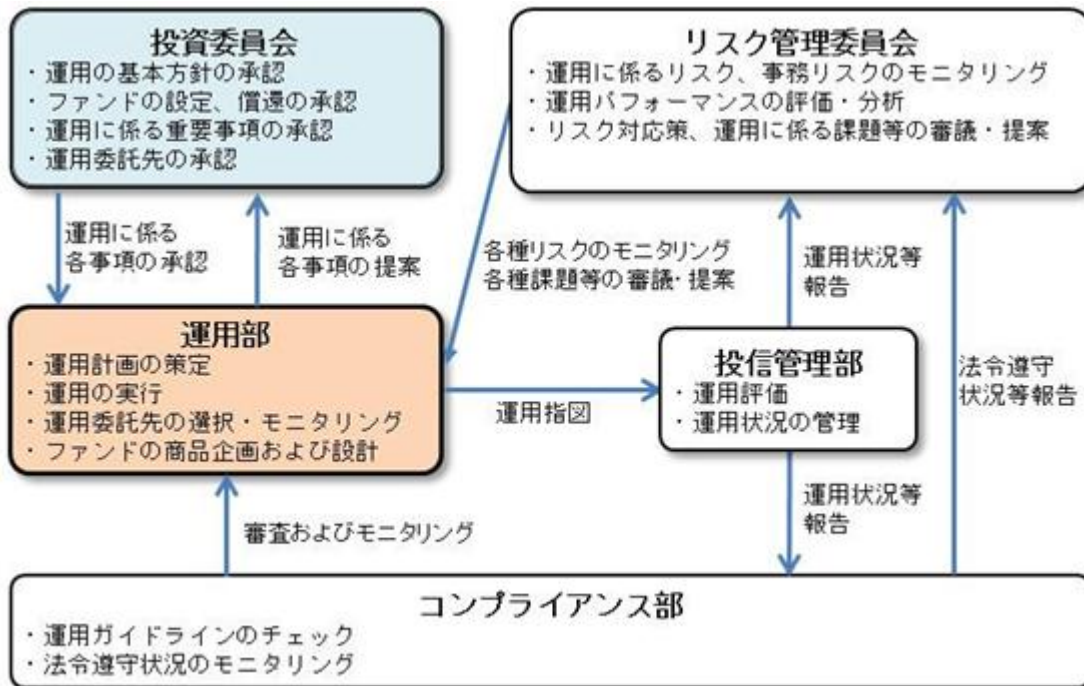 投資委員会
・運用の基本方針の承認
・ファンドの設定、償還の承認
・運用に係る重要事項の承認
・運用委託先の承認
リスク管理委員会
・運用に係るリスク、事務リスクのモニタリング
・運用パフォーマンスの評価・分析
・リスク対応策、運用に係る課題等の審議・提案
運用に係る
各事項の承認
運用に係る
各事項の提案
各種リスクのモニタリング
各種課題等の審議・提案
運用状況等
報告
運用部
・運用計画の策定
・運用の実行
・運用委託先の選択・モニタリング
・ファンドの商品企画および設計
運用指図
投信管理部
・運用評価
・運用状況の管理
法令遵守
状況等報告
審査およびモニタリング
運用状況等
報告
コンプライアンス部
・運用ガイドラインのチェック
・法令遵守状況のモニタリング